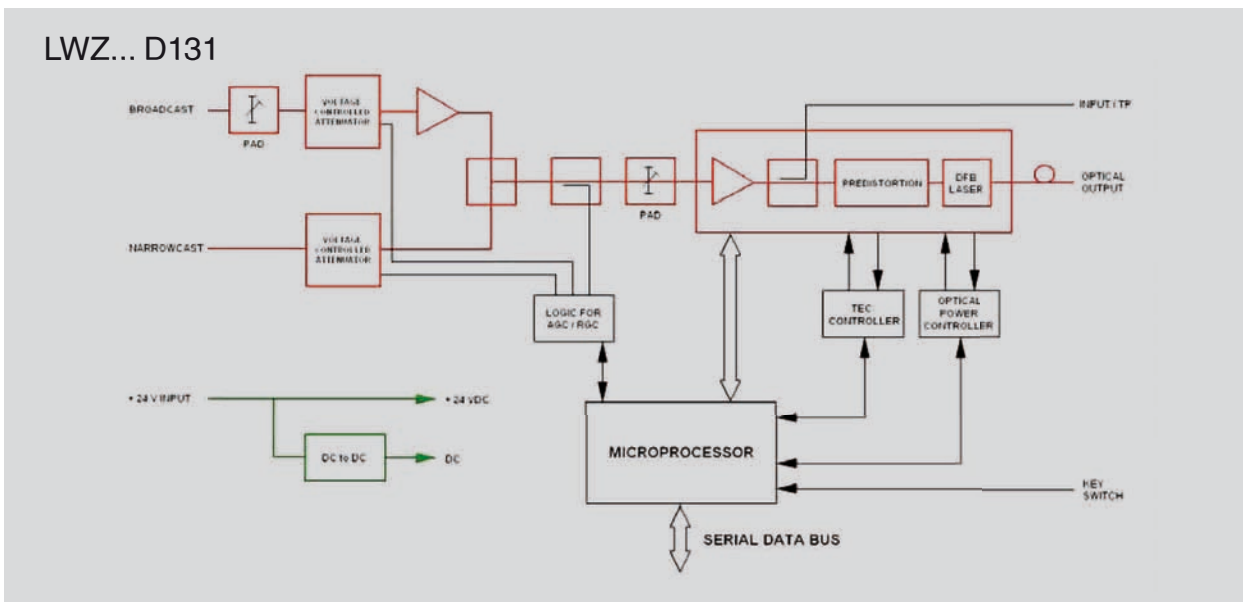 LWZ... D131
BROADCAST
PAD
VOLTAGE
CONTROLLED
ATTENUATOR
INPUT / TP
PREDISTORTION
DFB
LASER
OPTICAL
OUTPUT
PAD
NARROWCAST
VOLTAGE
CONTROLLED
ATTENUATOR
LOGIC FOR
AGC / RGC
TEC
CONTROLLER
OPTICAL
POWER
CONTROLLER
+ 24 V INPUT
+ 24 VDC
DC to DC
DC
MICROPROCESSOR
KEY
SWITCH
SERIAL DATA BUS